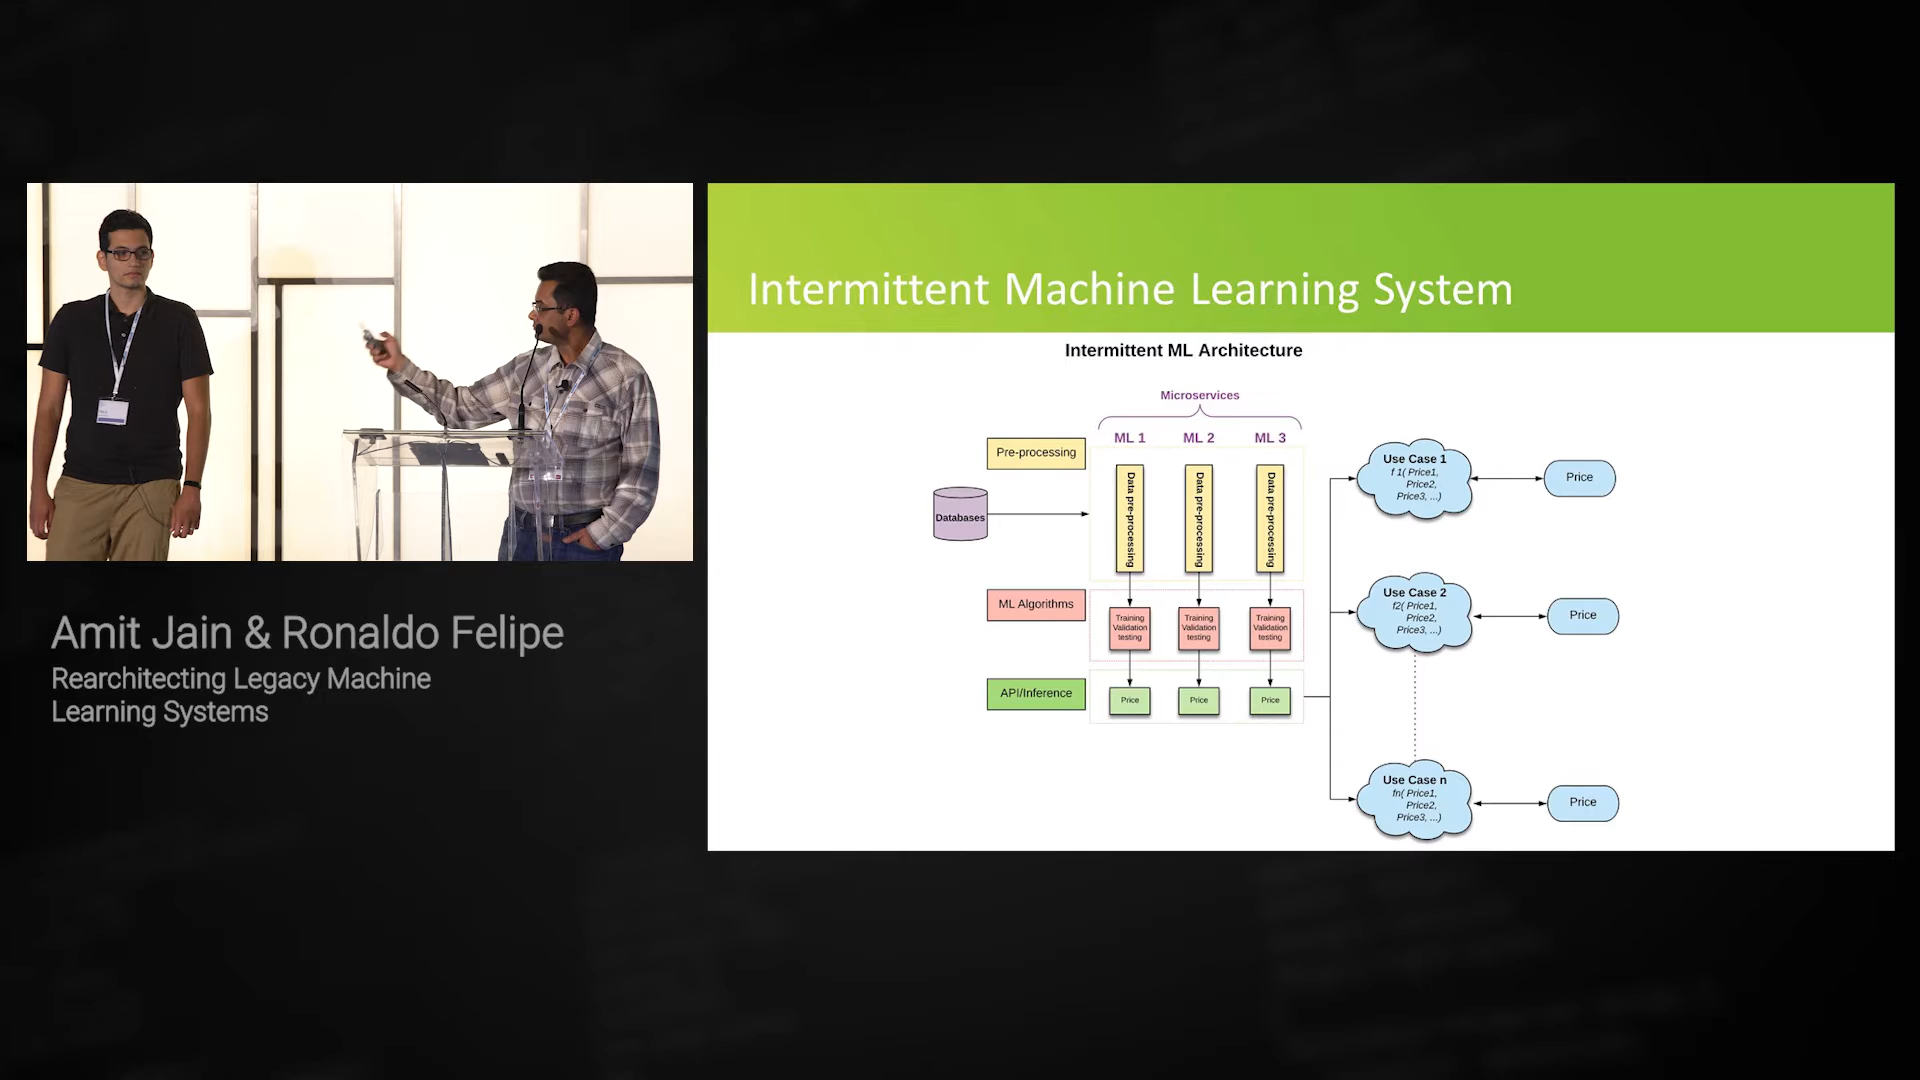 Intermittent Machine Learning System
Intermittent ML Architecture
Microservices
ML 1
ML 2
ML 3
Pre-processing
Databases
Data pre-processing
Data pre-processing
Data pre-processing
ML Algorithms
Training
Validation
testing
Training
Validation
testing
Training
Validation
testing
API/Inference
Price
Price
Price
Use Case 1
f 1( Price1,
Price2,
Price3, ...)
Price
Use Case 2
f2( Price1,
Price2,
Price3, ...)
Price
Use Case n
fn( Price1,
Price2,
Price3, ...)
Price
Amit Jain & Ronaldo Felipe
Rearchitecting Legacy Machine
Learning Systems